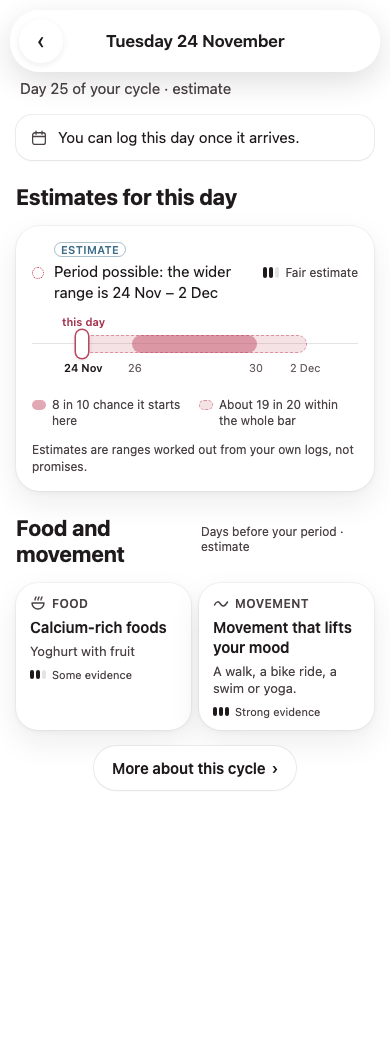 ‹ Tuesday 24 November
Day 25 of your cycle · estimate
You can log this day once it arrives.
Estimates for this day
ESTIMATE
Period possible: the wider
range is 24 Nov – 2 Dec
Fair estimate
this day
24 Nov 26 30 2 Dec
8 in 10 chance it starts
here
About 19 in 20 within
the whole bar
Estimates are ranges worked out from your own logs, not
promises.
Food and
movement
Days before your period ·
estimate
FOOD
Calcium-rich foods
Yoghurt with fruit
Some evidence
MOVEMENT
Movement that lifts
your mood
A walk, a bike ride, a
swim or yoga.
Strong evidence
More about this cycle ›